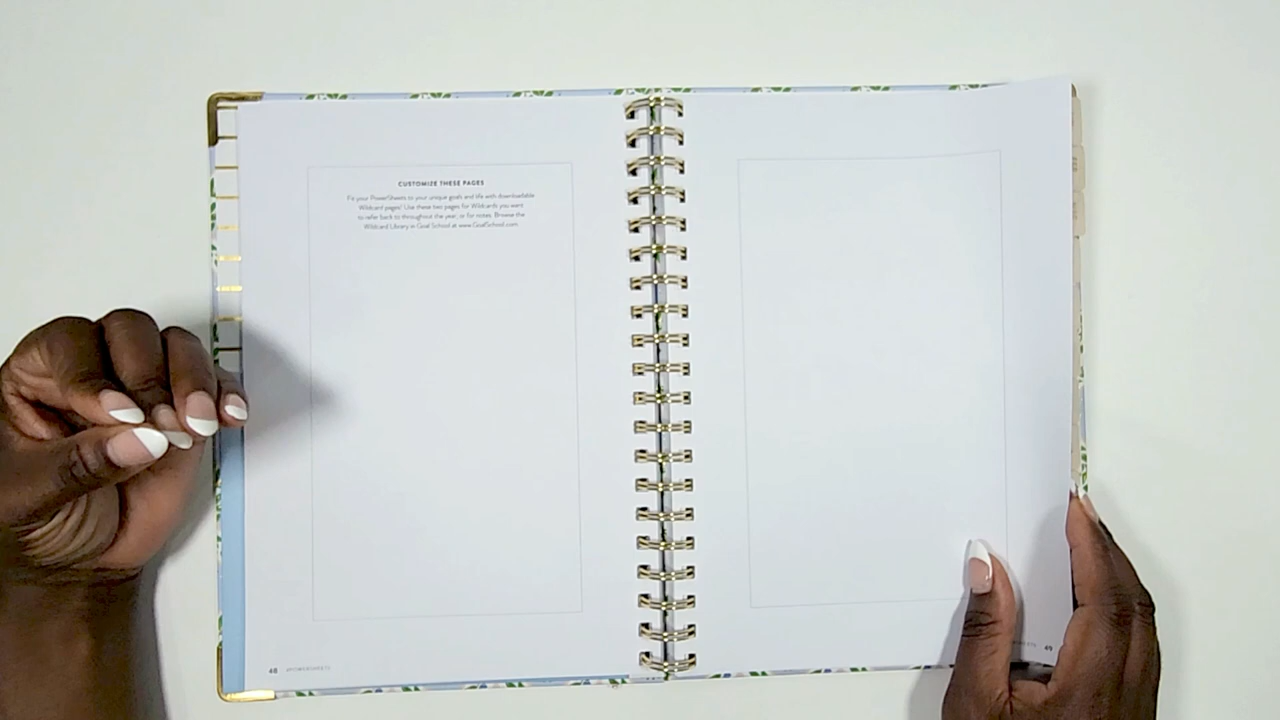 CUSTOMIZE THESE PAGES
Fit your PowerSheets to your unique goals and life with downloadable
Wildcard pages! Use these two pages for Wildcards you want
to refer back to throughout the year, or for notes. Browse the
Wildcard Library in Goal School at www.GoalSchool.com.
48 #POWERSHEETS
49